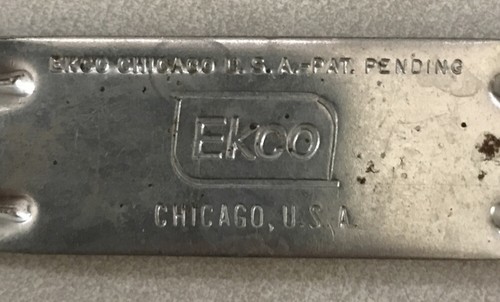 EKCO CHICAGO U.S.A.-PAT. PENDING
EKCO
CHICAGO, U.S.A.